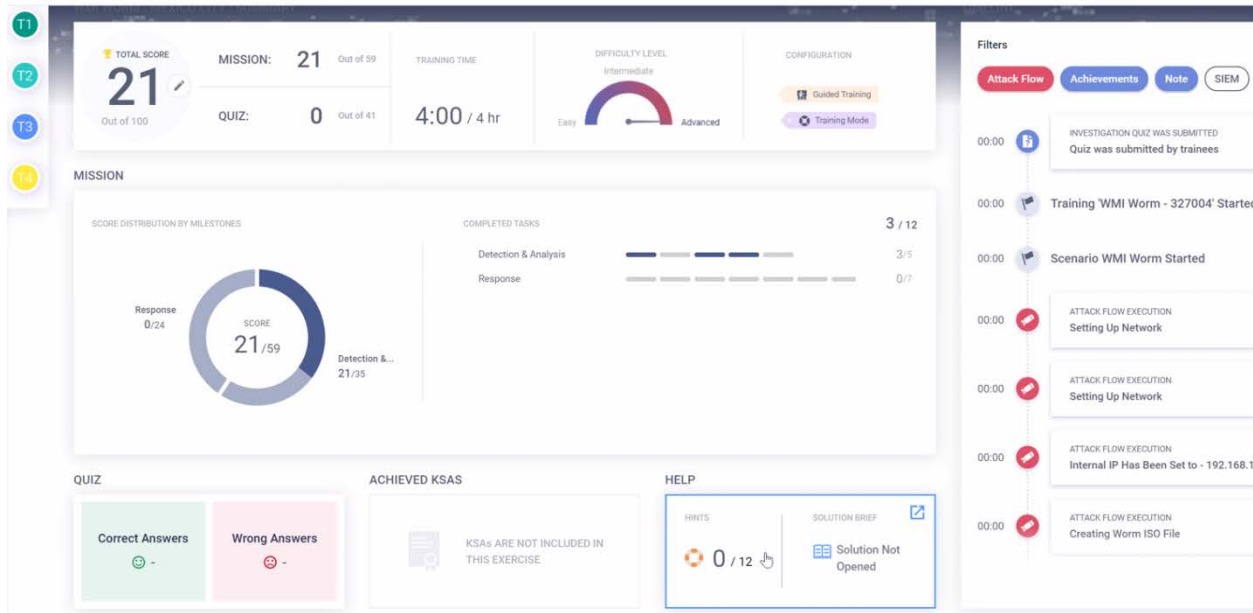 T1
T2
T3
T4
TOTAL SCORE
21
Out of 100
MISSION: 21 Out of 59
QUIZ: 0 Out of 41
TRAINING TIME
4:00 / 4 hr
DIFFICULTY LEVEL
Intermediate
Easy
Advanced
CONFIGURATION
Guided Training
Training Mode
MISSION
SCORE DISTRIBUTION BY MILESTONES
Response
0/24
SCORE
21/59
Detection &...
21/35
COMPLETED TASKS 3 / 12
Detection & Analysis 3/5
Response 0/7
QUIZ
Correct Answers
-
Wrong Answers
-
ACHIEVED KSAS
KSAs ARE NOT INCLUDED IN
THIS EXERCISE
HELP
HINTS
0 / 12
SOLUTION BRIEF
Solution Not
Opened
Filters
Attack Flow Achievements Note SIEM
00:00 INVESTIGATION QUIZ WAS SUBMITTED
Quiz was submitted by trainees
00:00 Training 'WMI Worm - 327004' Started
00:00 Scenario WMI Worm Started
00:00 ATTACK FLOW EXECUTION
Setting Up Network
00:00 ATTACK FLOW EXECUTION
Setting Up Network
00:00 ATTACK FLOW EXECUTION
Internal IP Has Been Set to - 192.168.1
00:00 ATTACK FLOW EXECUTION
Creating Worm ISO File